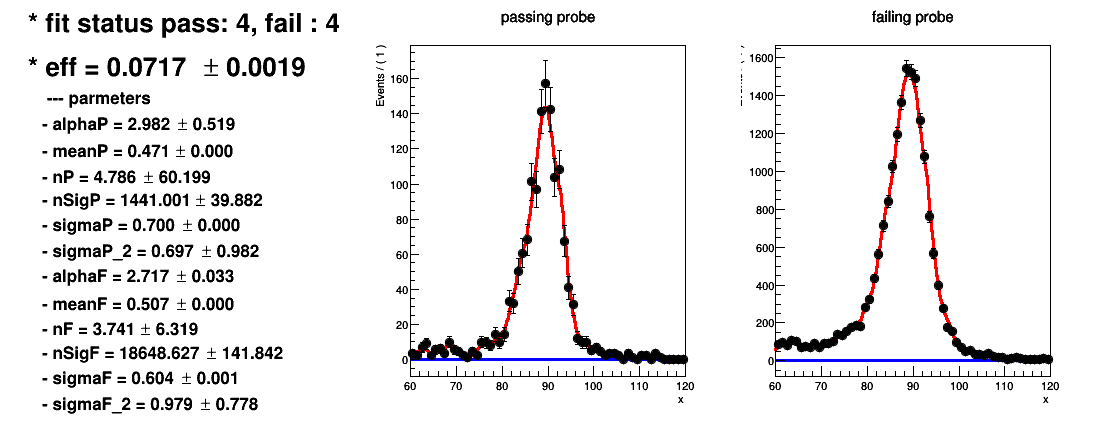 * fit status pass: 4, fail : 4
* eff = 0.0717 ± 0.0019
--- parmeters
- alphaP = 2.982 ± 0.519
- meanP = 0.471 ± 0.000
- nP = 4.786 ± 60.199
- nSigP = 1441.001 ± 39.882
- sigmaP = 0.700 ± 0.000
- sigmaP_2 = 0.697 ± 0.982
- alphaF = 2.717 ± 0.033
- meanF = 0.507 ± 0.000
- nF = 3.741 ± 6.319
- nSigF = 18648.627 ± 141.842
- sigmaF = 0.604 ± 0.001
- sigmaF_2 = 0.979 ± 0.778
passing probe
Events / ( 1 )
160
140
120
100
80
60
40
20
0
60 70 80 90 100 110 120
x
failing probe
1600
1400
1200
1000
800
600
400
200
0
60 70 80 90 100 110 120
x